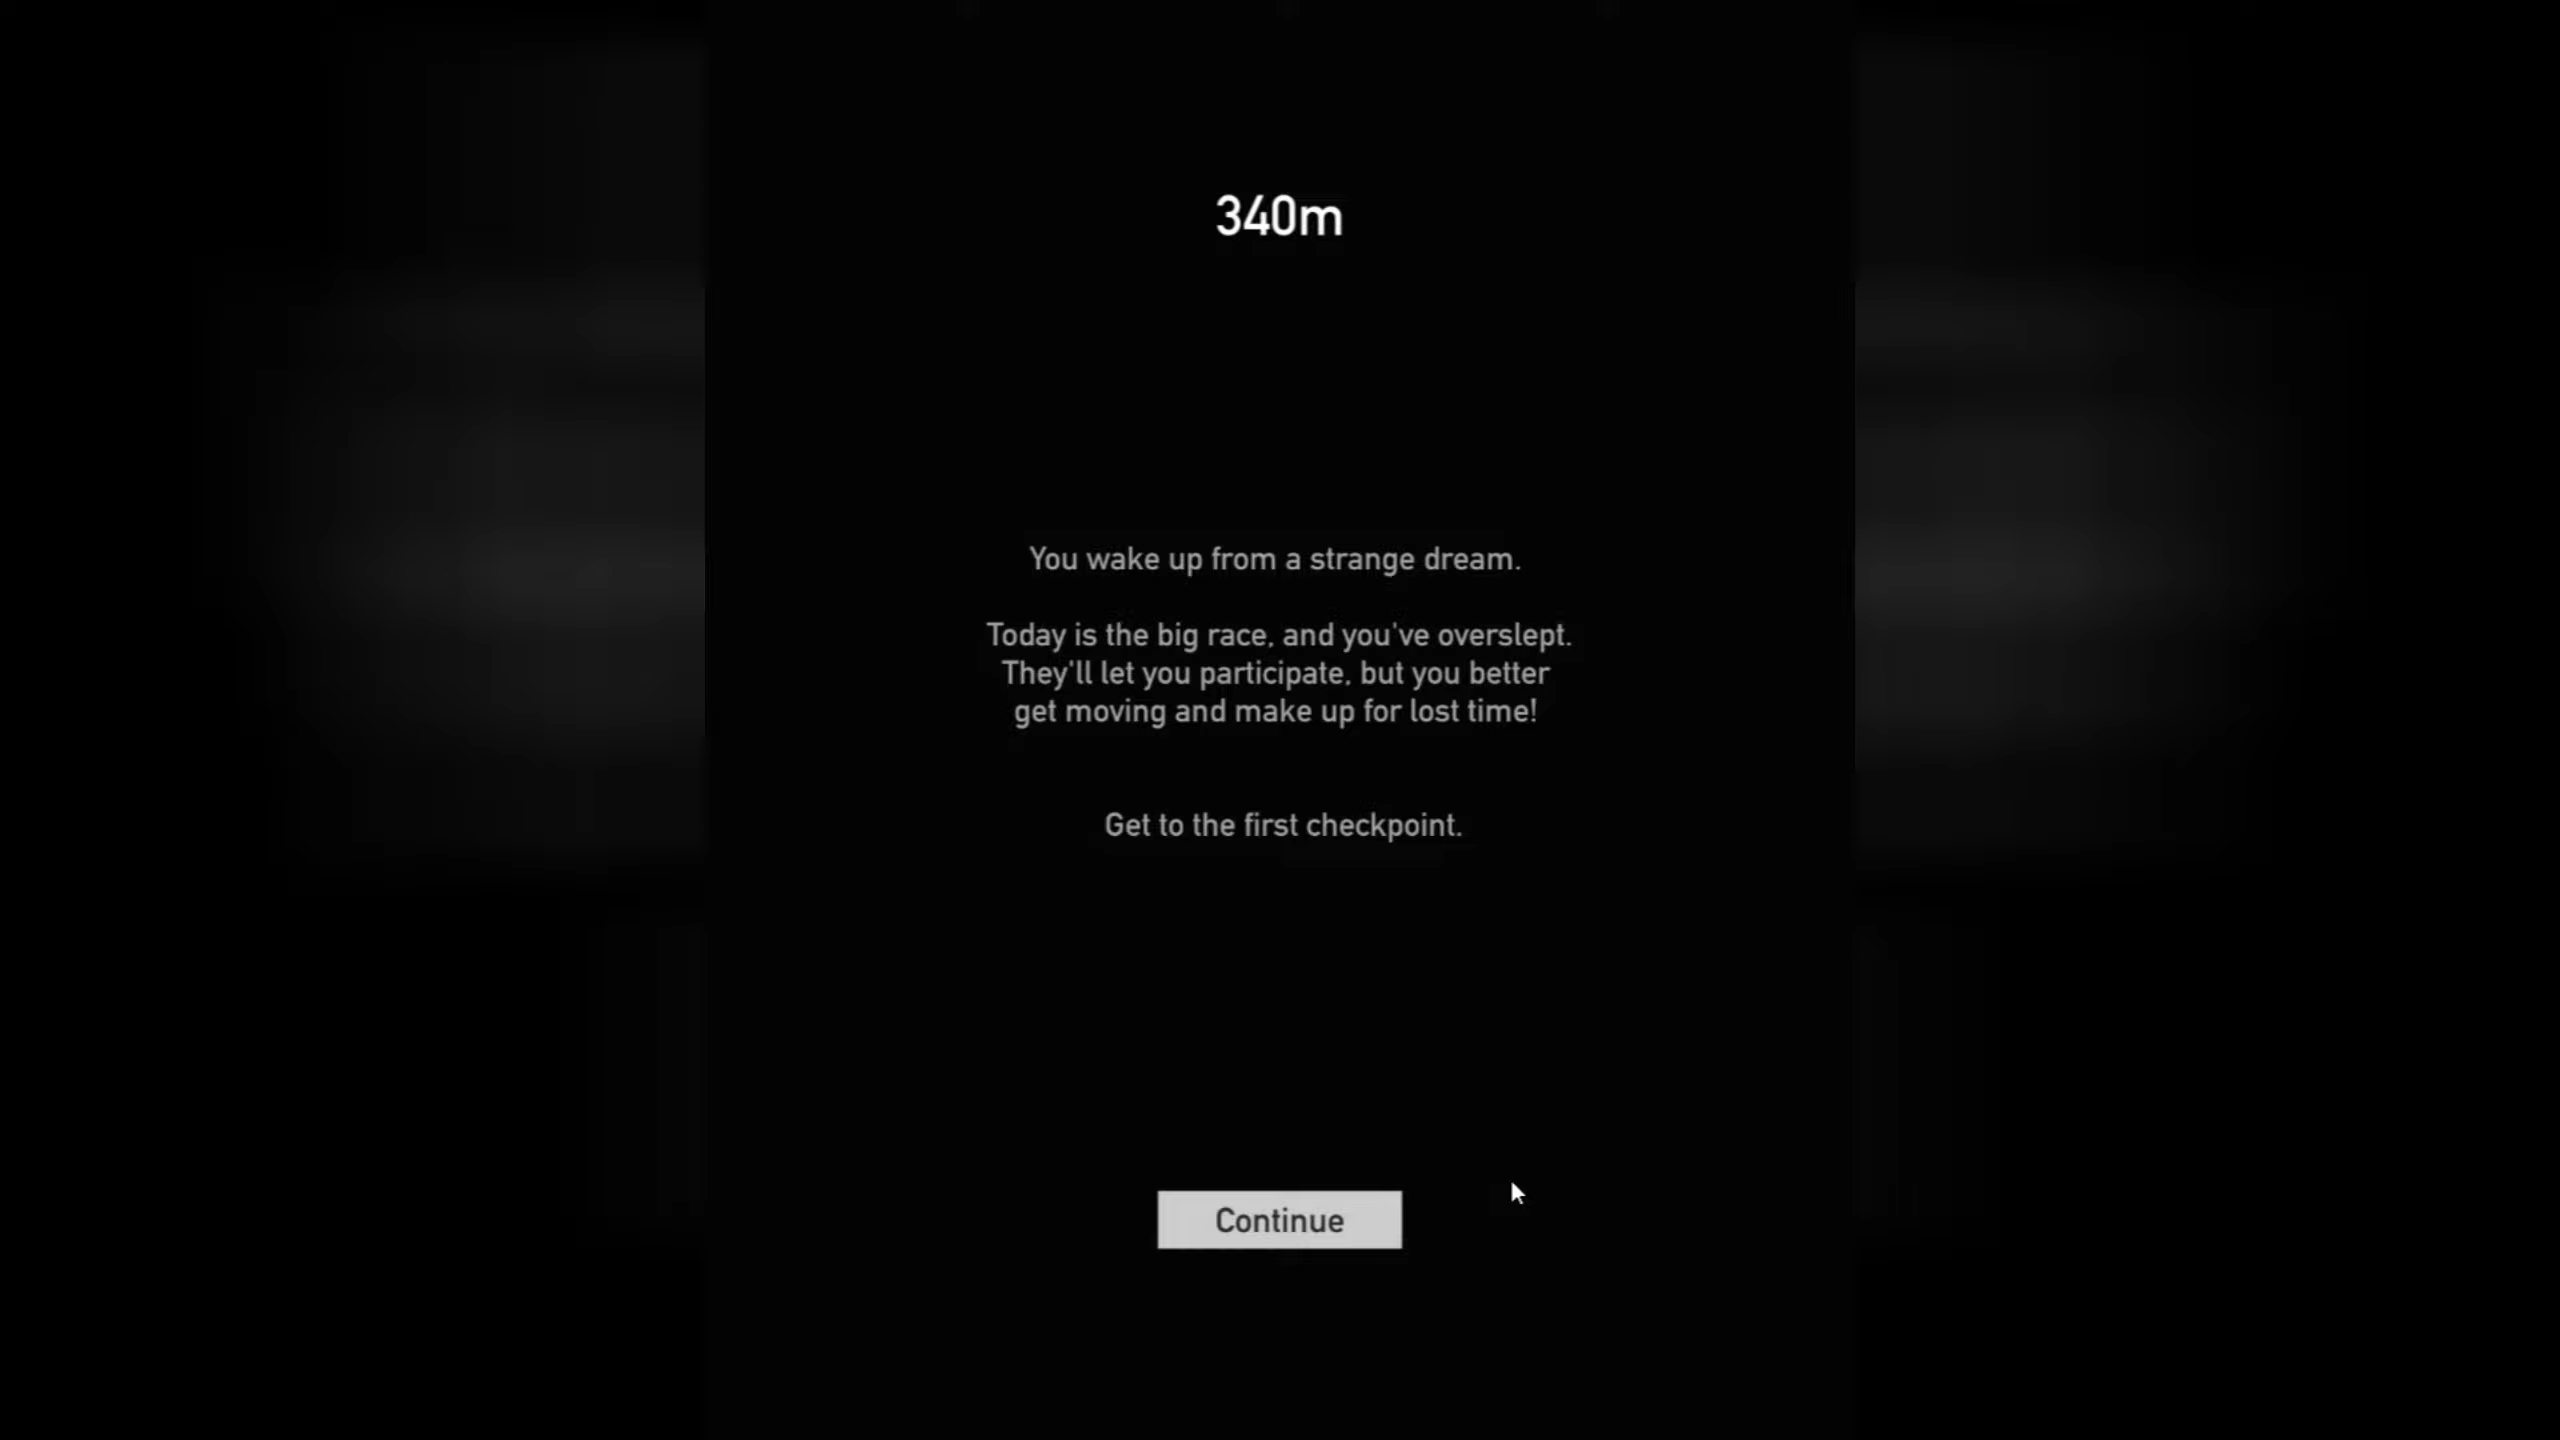 340m
You wake up from a strange dream.
Today is the big race, and you've overslept.
They'll let you participate, but you better
get moving and make up for lost time!
Get to the first checkpoint.
Continue